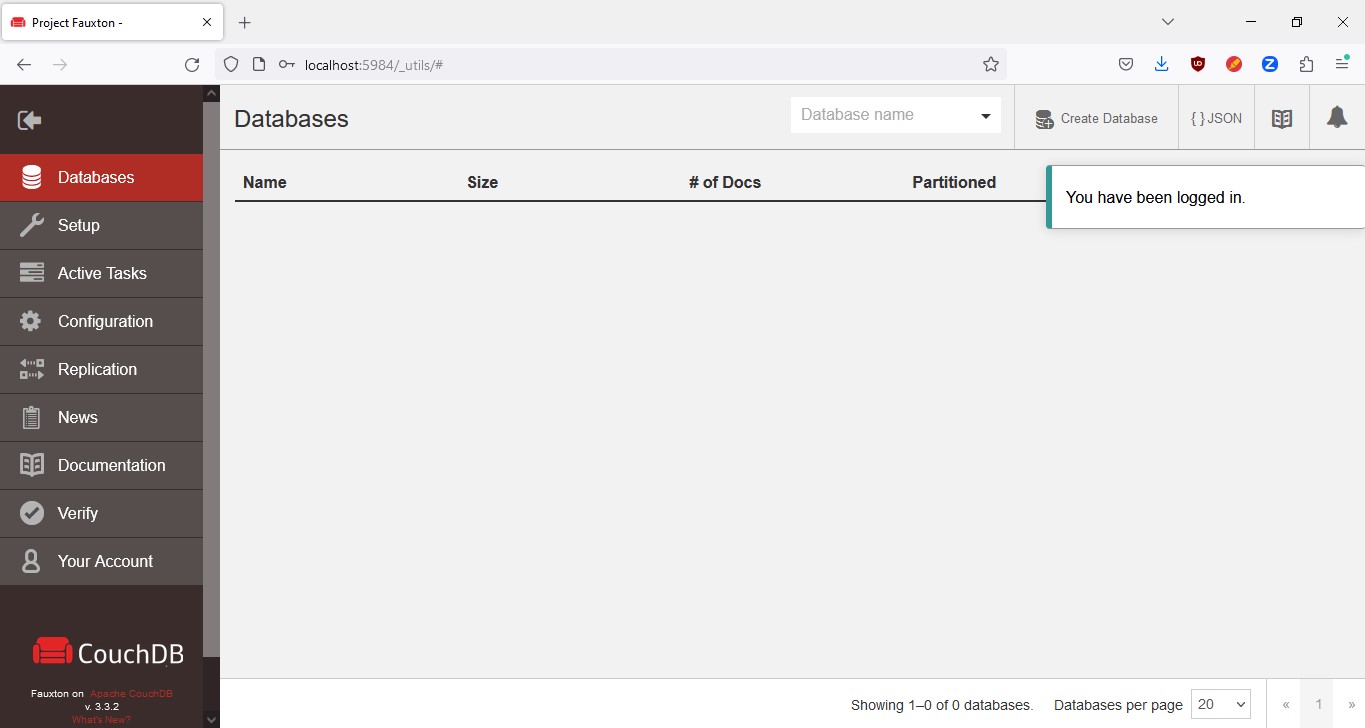 Project Fauxton -
localhost:5984/_utils/#
Databases
Database name
Create Database
{ } JSON
Databases
Setup
Active Tasks
Configuration
Replication
News
Documentation
Verify
Your Account
CouchDB
Fauxton on Apache CouchDB
v. 3.3.2
What's New?
Name Size # of Docs Partitioned
You have been logged in.
Showing 1–0 of 0 databases. Databases per page 20 « 1 »